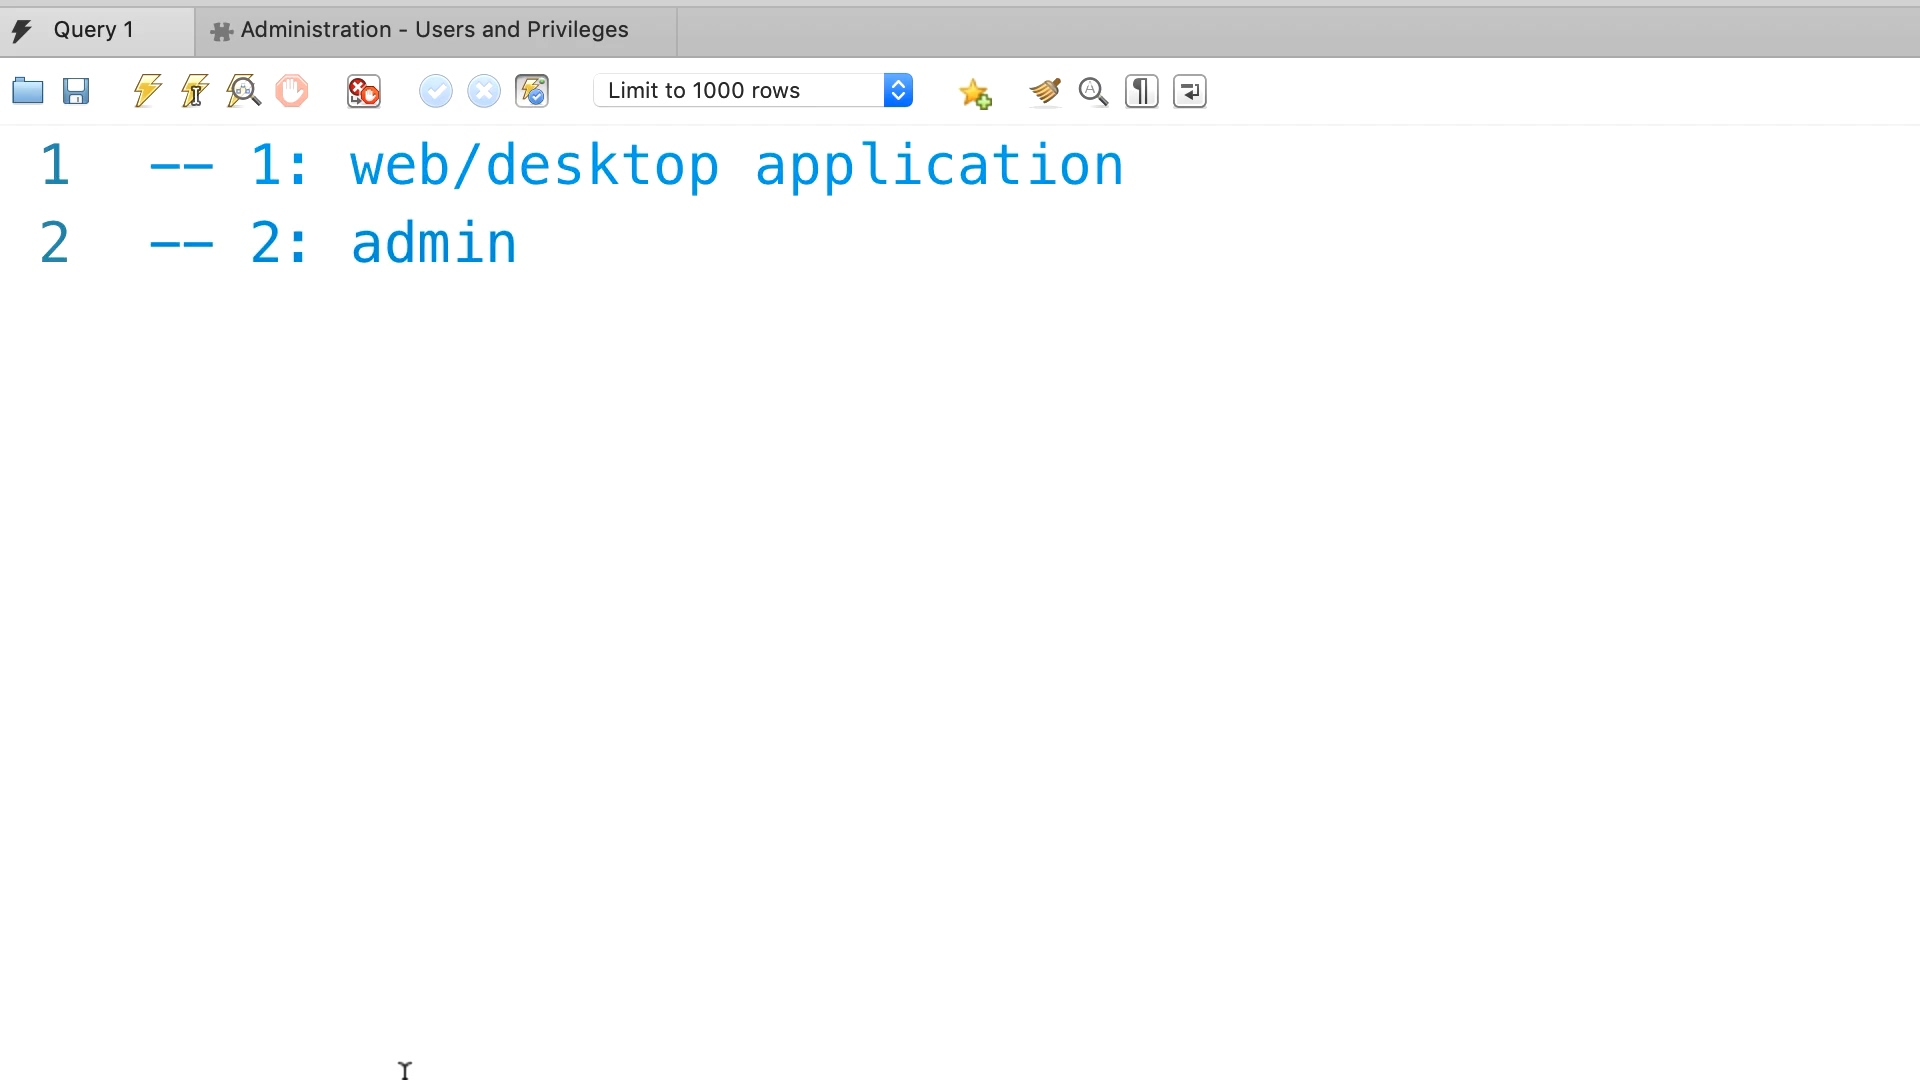 Query 1
Administration - Users and Privileges
Limit to 1000 rows
1 -- 1: web/desktop application
2 -- 2: admin